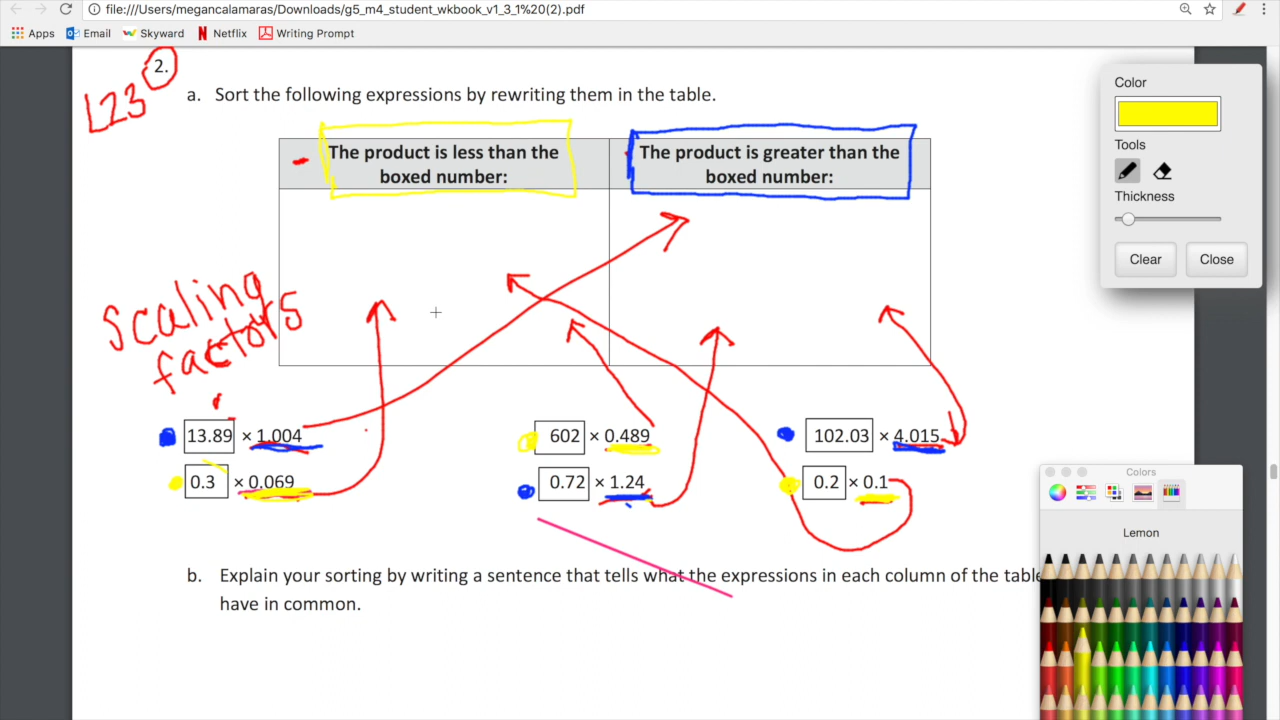 file:///Users/megancalamaras/Downloads/g5_m4_student_wkbook_v1_3_1%20(2).pdf
Apps Email Skyward Netflix Writing Prompt
L23
2.
a. Sort the following expressions by rewriting them in the table.
The product is less than the boxed number:
The product is greater than the boxed number:
Scaling
factors
13.89 × 1.004
602 × 0.489
102.03 × 4.015
0.3 × 0.069
0.72 × 1.24
0.2 × 0.1
b. Explain your sorting by writing a sentence that tells what the expressions in each column of the table
have in common.
Color
Tools
Thickness
Clear Close
Colors
Lemon